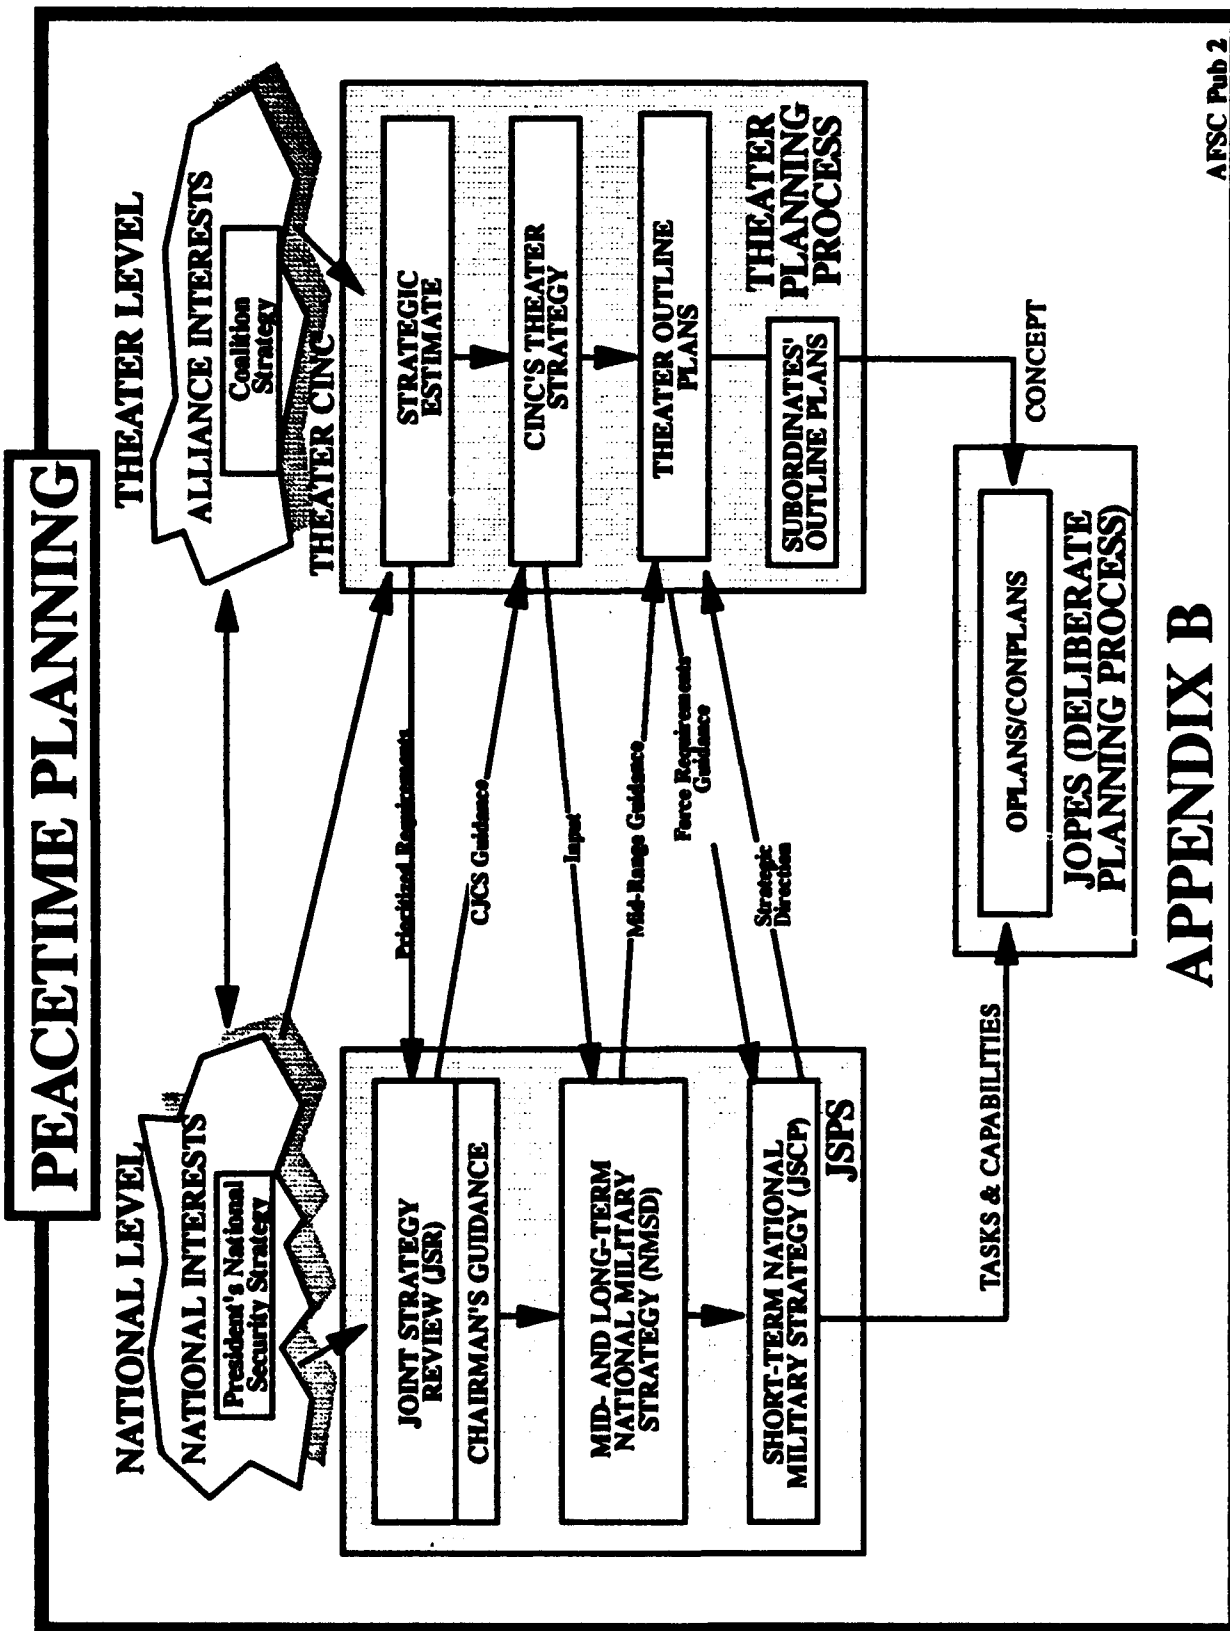 PEACETIME PLANNING
NATIONAL LEVEL
NATIONAL INTERESTS
President's National
Security Strategy
THEATER LEVEL
ALLIANCE INTERESTS
Coalition
Strategy
THEATER CINC
JOINT STRATEGY
REVIEW (JSR)
CHAIRMAN'S GUIDANCE
MID- AND LONG-TERM
NATIONAL MILITARY
STRATEGY (NMSD)
SHORT-TERM NATIONAL
MILITARY STRATEGY (JSCP)
JSPS
Prioritized Requirements
CJCS Guidance
Input
Mid-Range Guidance
Force Requirements
Guidance
Strategic
Direction
STRATEGIC
ESTIMATE
CINC'S THEATER
STRATEGY
THEATER OUTLINE
PLANS
SUBORDINATES'
OUTLINE PLANS
THEATER
PLANNING
PROCESS
TASKS & CAPABILITIES
CONCEPT
OPLANS/CONPLANS
JOPES (DELIBERATE
PLANNING PROCESS)
APPENDIX B
AFSC Pub 2